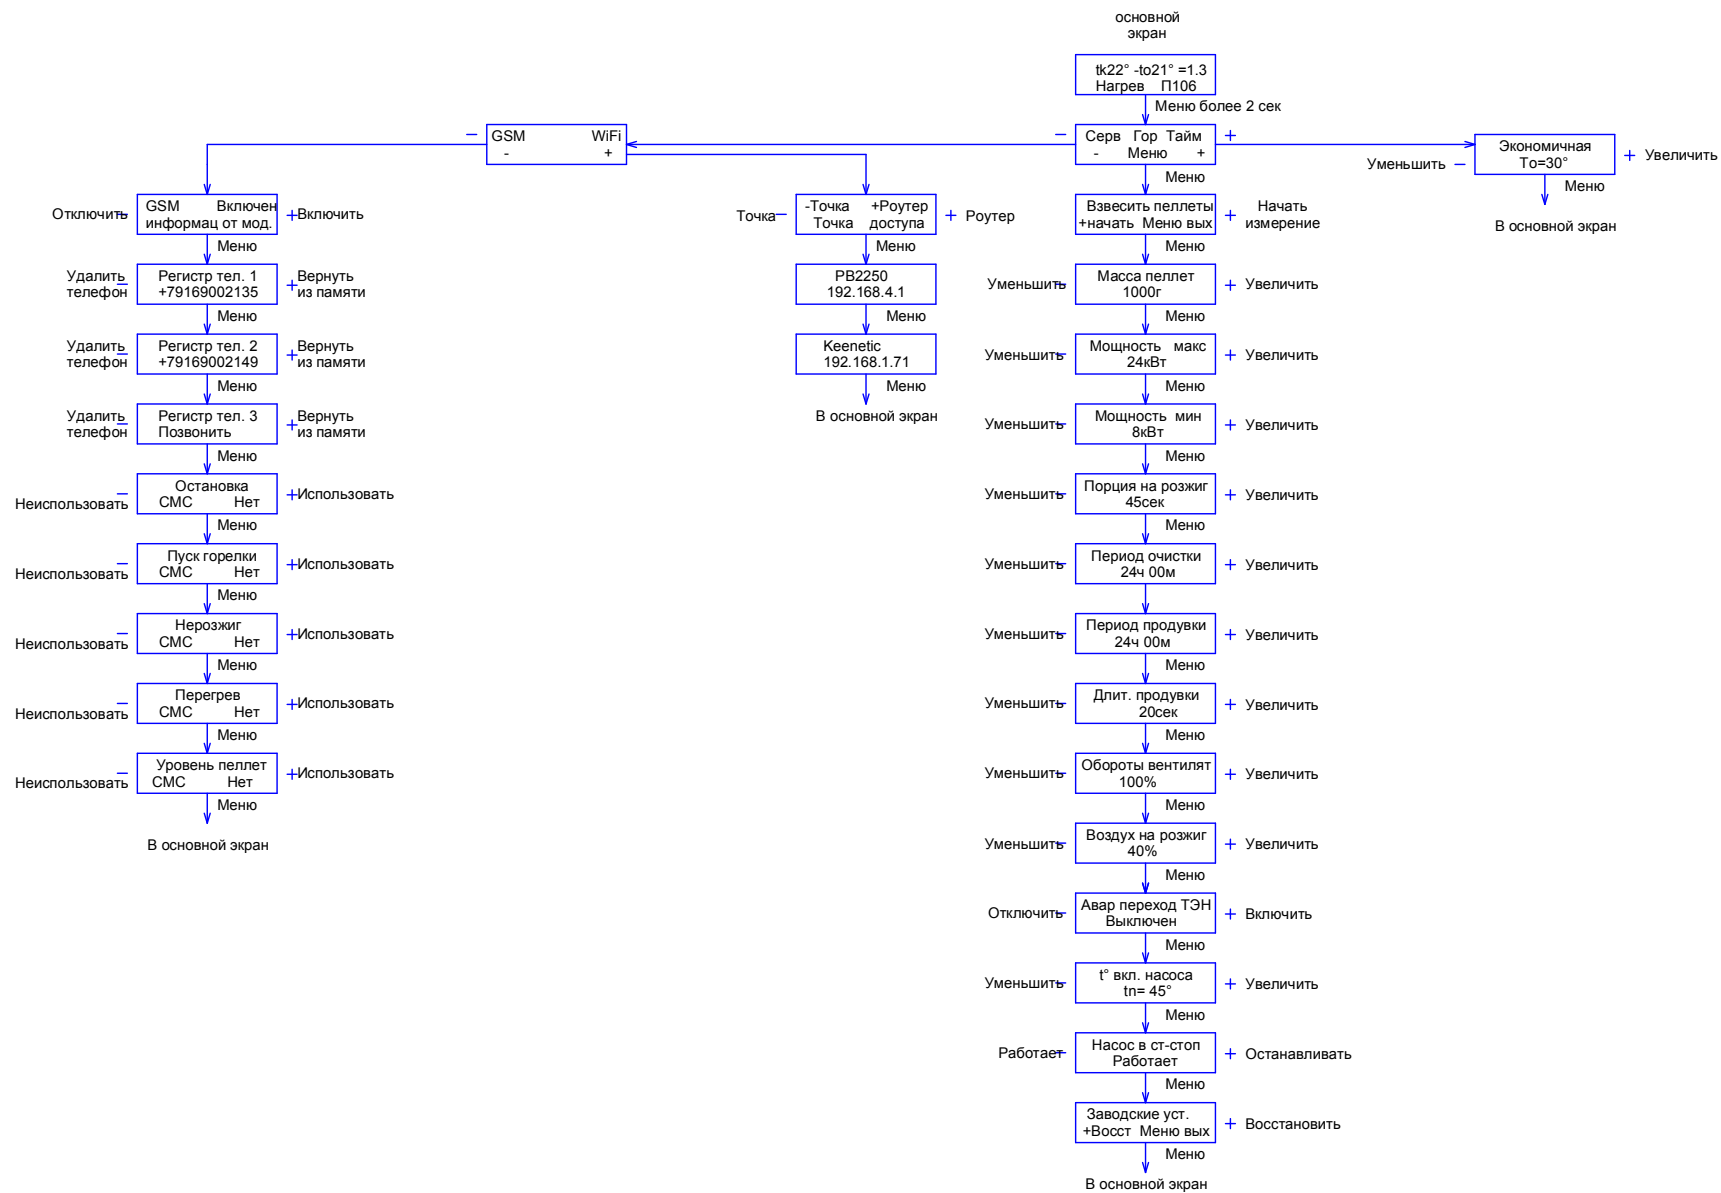 основной
экран
tk22° -to21° =1.3
Нагрев П106
Меню более 2 сек
− GSM WiFi
- +
− Серв Гор Тайм +
- Меню +
Меню
Экономичная
То=30°
Уменьшить −
+ Увеличить
Меню
В основной экран
Отключить −
GSM Включен
информац от мод.
+ Включить
Меню
Удалить
телефон
−
Регистр тел. 1
+79169002135
+ Вернуть
из памяти
Меню
Удалить
телефон
−
Регистр тел. 2
+79169002149
+ Вернуть
из памяти
Меню
Удалить
телефон
−
Регистр тел. 3
Позвонить
+ Вернуть
из памяти
Меню
Неиспользовать −
Остановка
СМС Нет
+ Использовать
Меню
Неиспользовать −
Пуск горелки
СМС Нет
+ Использовать
Меню
Неиспользовать −
Нерозжиг
СМС Нет
+ Использовать
Меню
Неиспользовать −
Перегрев
СМС Нет
+ Использовать
Меню
Неиспользовать −
Уровень пеллет
СМС Нет
+ Использовать
Меню
В основной экран
Точка −
-Точка +Роутер
Точка доступа
+ Роутер
Меню
PB2250
192.168.4.1
Меню
Keenetic
192.168.1.71
Меню
В основной экран
Взвесить пеллеты
+начать Меню вых
+ Начать
измерение
Меню
Уменьшить −
Масса пеллет
1000г
+ Увеличить
Меню
Уменьшить −
Мощность макс
24кВт
+ Увеличить
Меню
Уменьшить −
Мощность мин
8кВт
+ Увеличить
Меню
Уменьшить −
Порция на розжиг
45сек
+ Увеличить
Меню
Уменьшить −
Период очистки
24ч 00м
+ Увеличить
Уменьшить −
Период продувки
24ч 00м
+ Увеличить
Меню
Уменьшить −
Длит. продувки
20сек
+ Увеличить
Меню
Уменьшить −
Обороты вентилят
100%
+ Увеличить
Меню
Уменьшить −
Воздух на розжиг
40%
+ Увеличить
Меню
Отключить −
Авар переход ТЭН
Выключен
+ Включить
Меню
Уменьшить −
t° вкл. насоса
tn= 45°
+ Увеличить
Меню
Работает −
Насос в ст-стоп
Работает
+ Останавливать
Меню
Заводские уст.
+Восст Меню вых
+ Восстановить
Меню
В основной экран